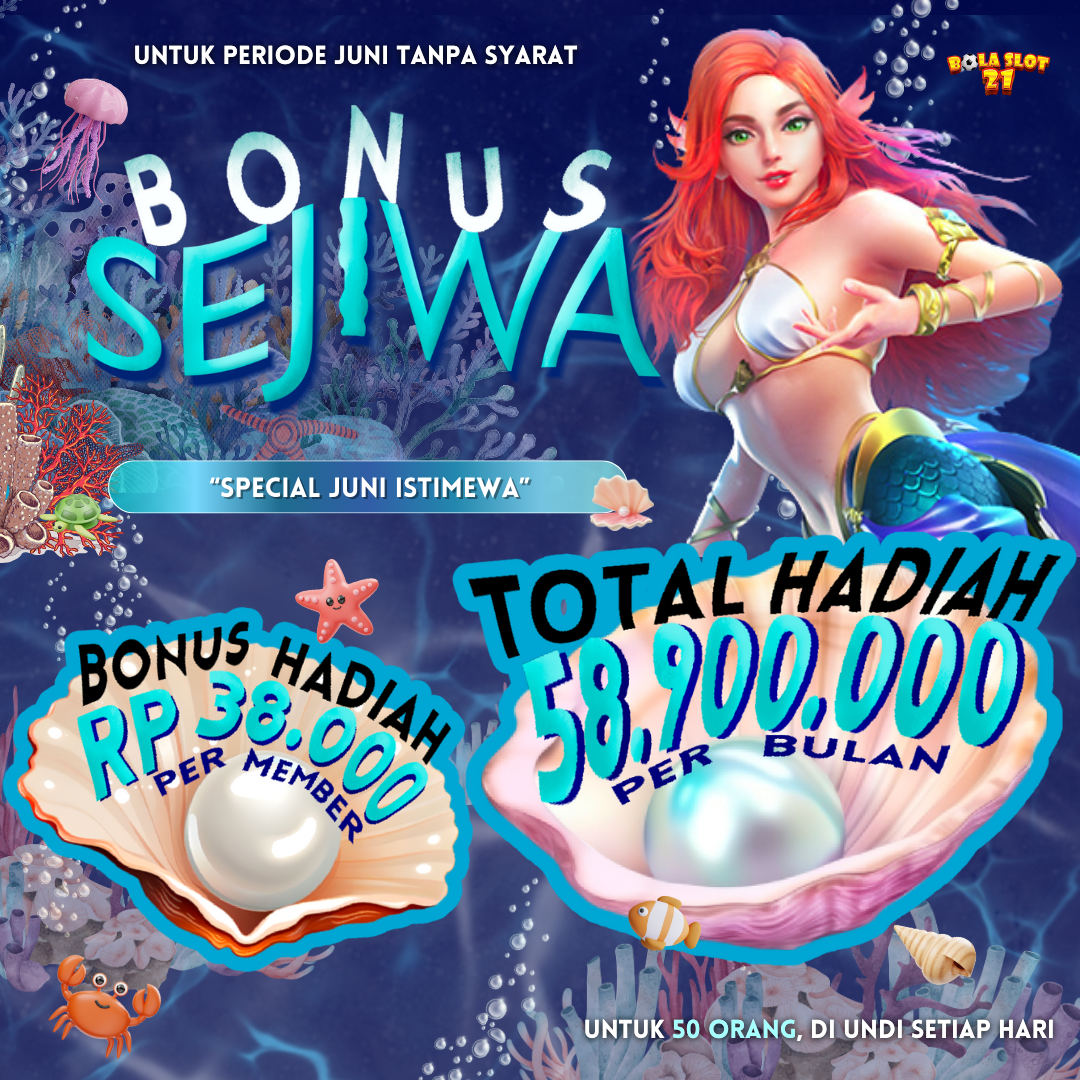 UNTUK PERIODE JUNI TANPA SYARAT
BOLA SLOT
21
BONUS
SEJIWA
“SPECIAL JUNI ISTIMEWA”
BONUS HADIAH
RP 38.000
PER MEMBER
TOTAL HADIAH
58.900.000
PER BULAN
UNTUK 50 ORANG, DI UNDI SETIAP HARI